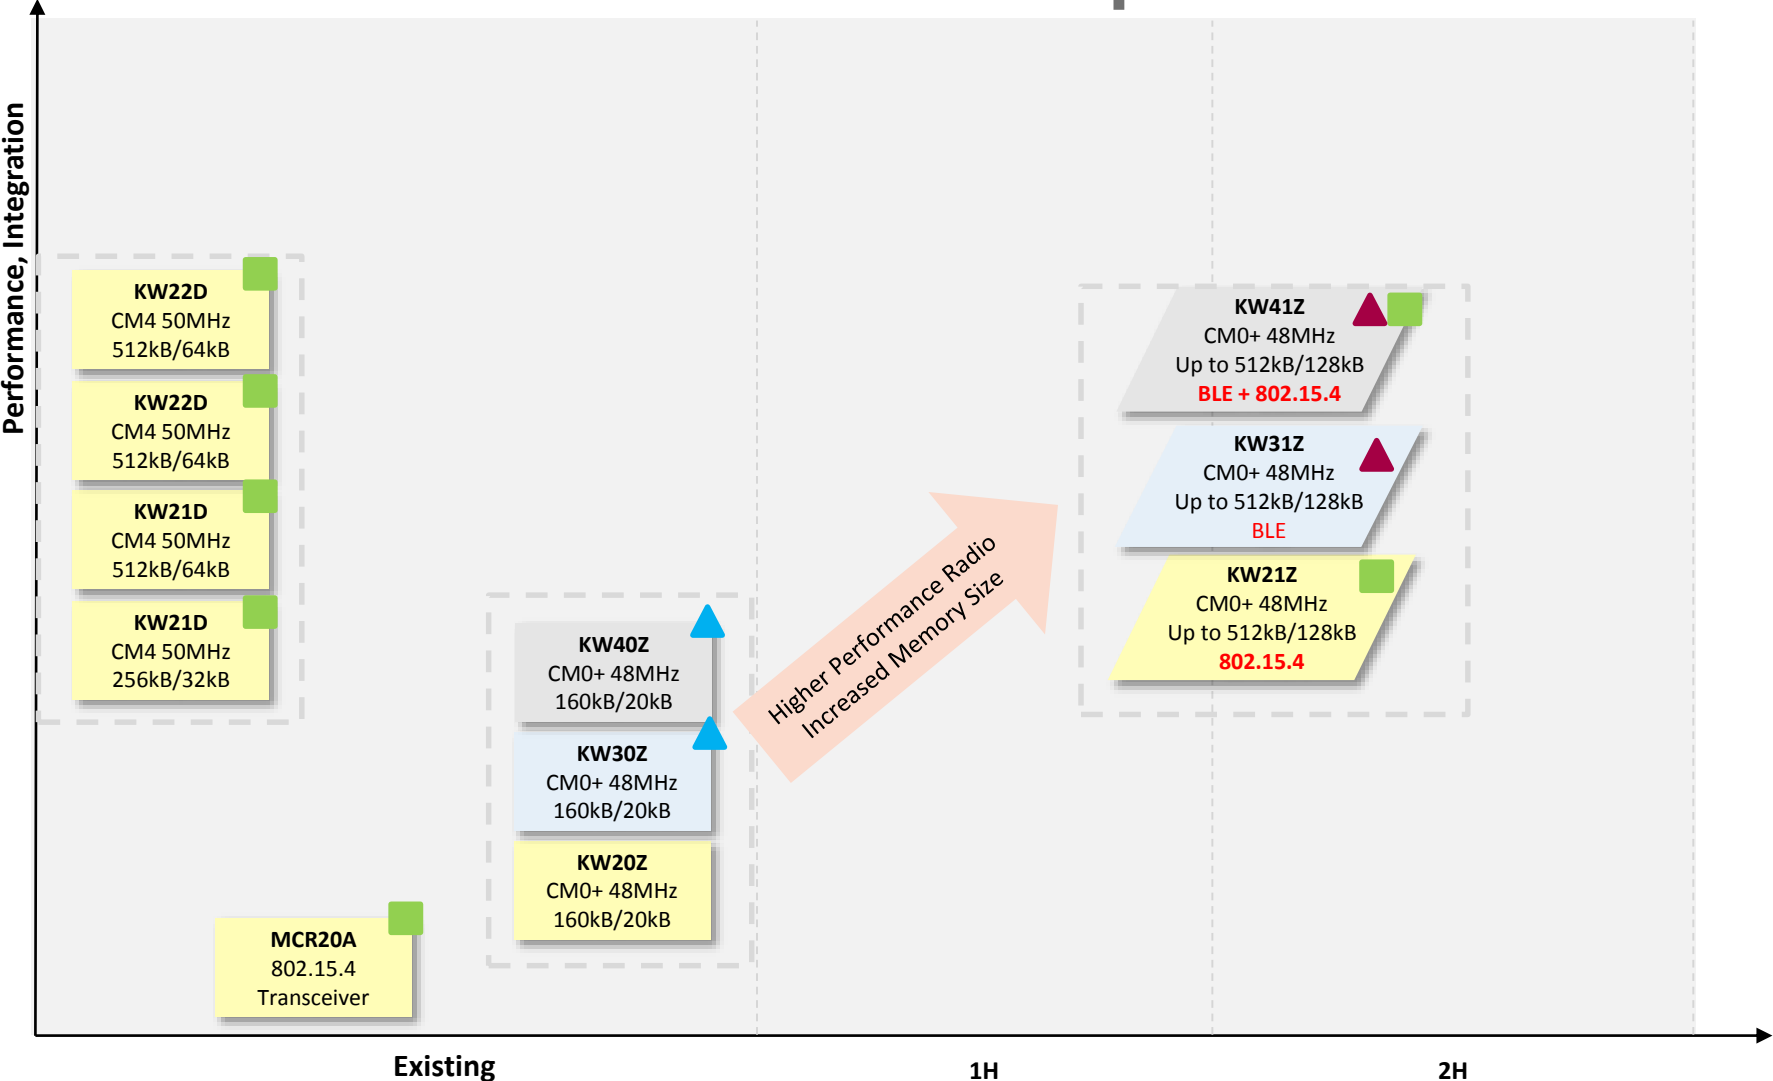 Performance, Integration
KW22D
CM4 50MHz
512kB/64kB
KW22D
CM4 50MHz
512kB/64kB
KW21D
CM4 50MHz
512kB/64kB
KW21D
CM4 50MHz
256kB/32kB
MCR20A
802.15.4
Transceiver
KW40Z
CM0+ 48MHz
160kB/20kB
KW30Z
CM0+ 48MHz
160kB/20kB
KW20Z
CM0+ 48MHz
160kB/20kB
Higher Performance Radio
Increased Memory Size
KW41Z
CM0+ 48MHz
Up to 512kB/128kB
BLE + 802.15.4
KW31Z
CM0+ 48MHz
Up to 512kB/128kB
BLE
KW21Z
CM0+ 48MHz
Up to 512kB/128kB
802.15.4
Existing
1H
2H